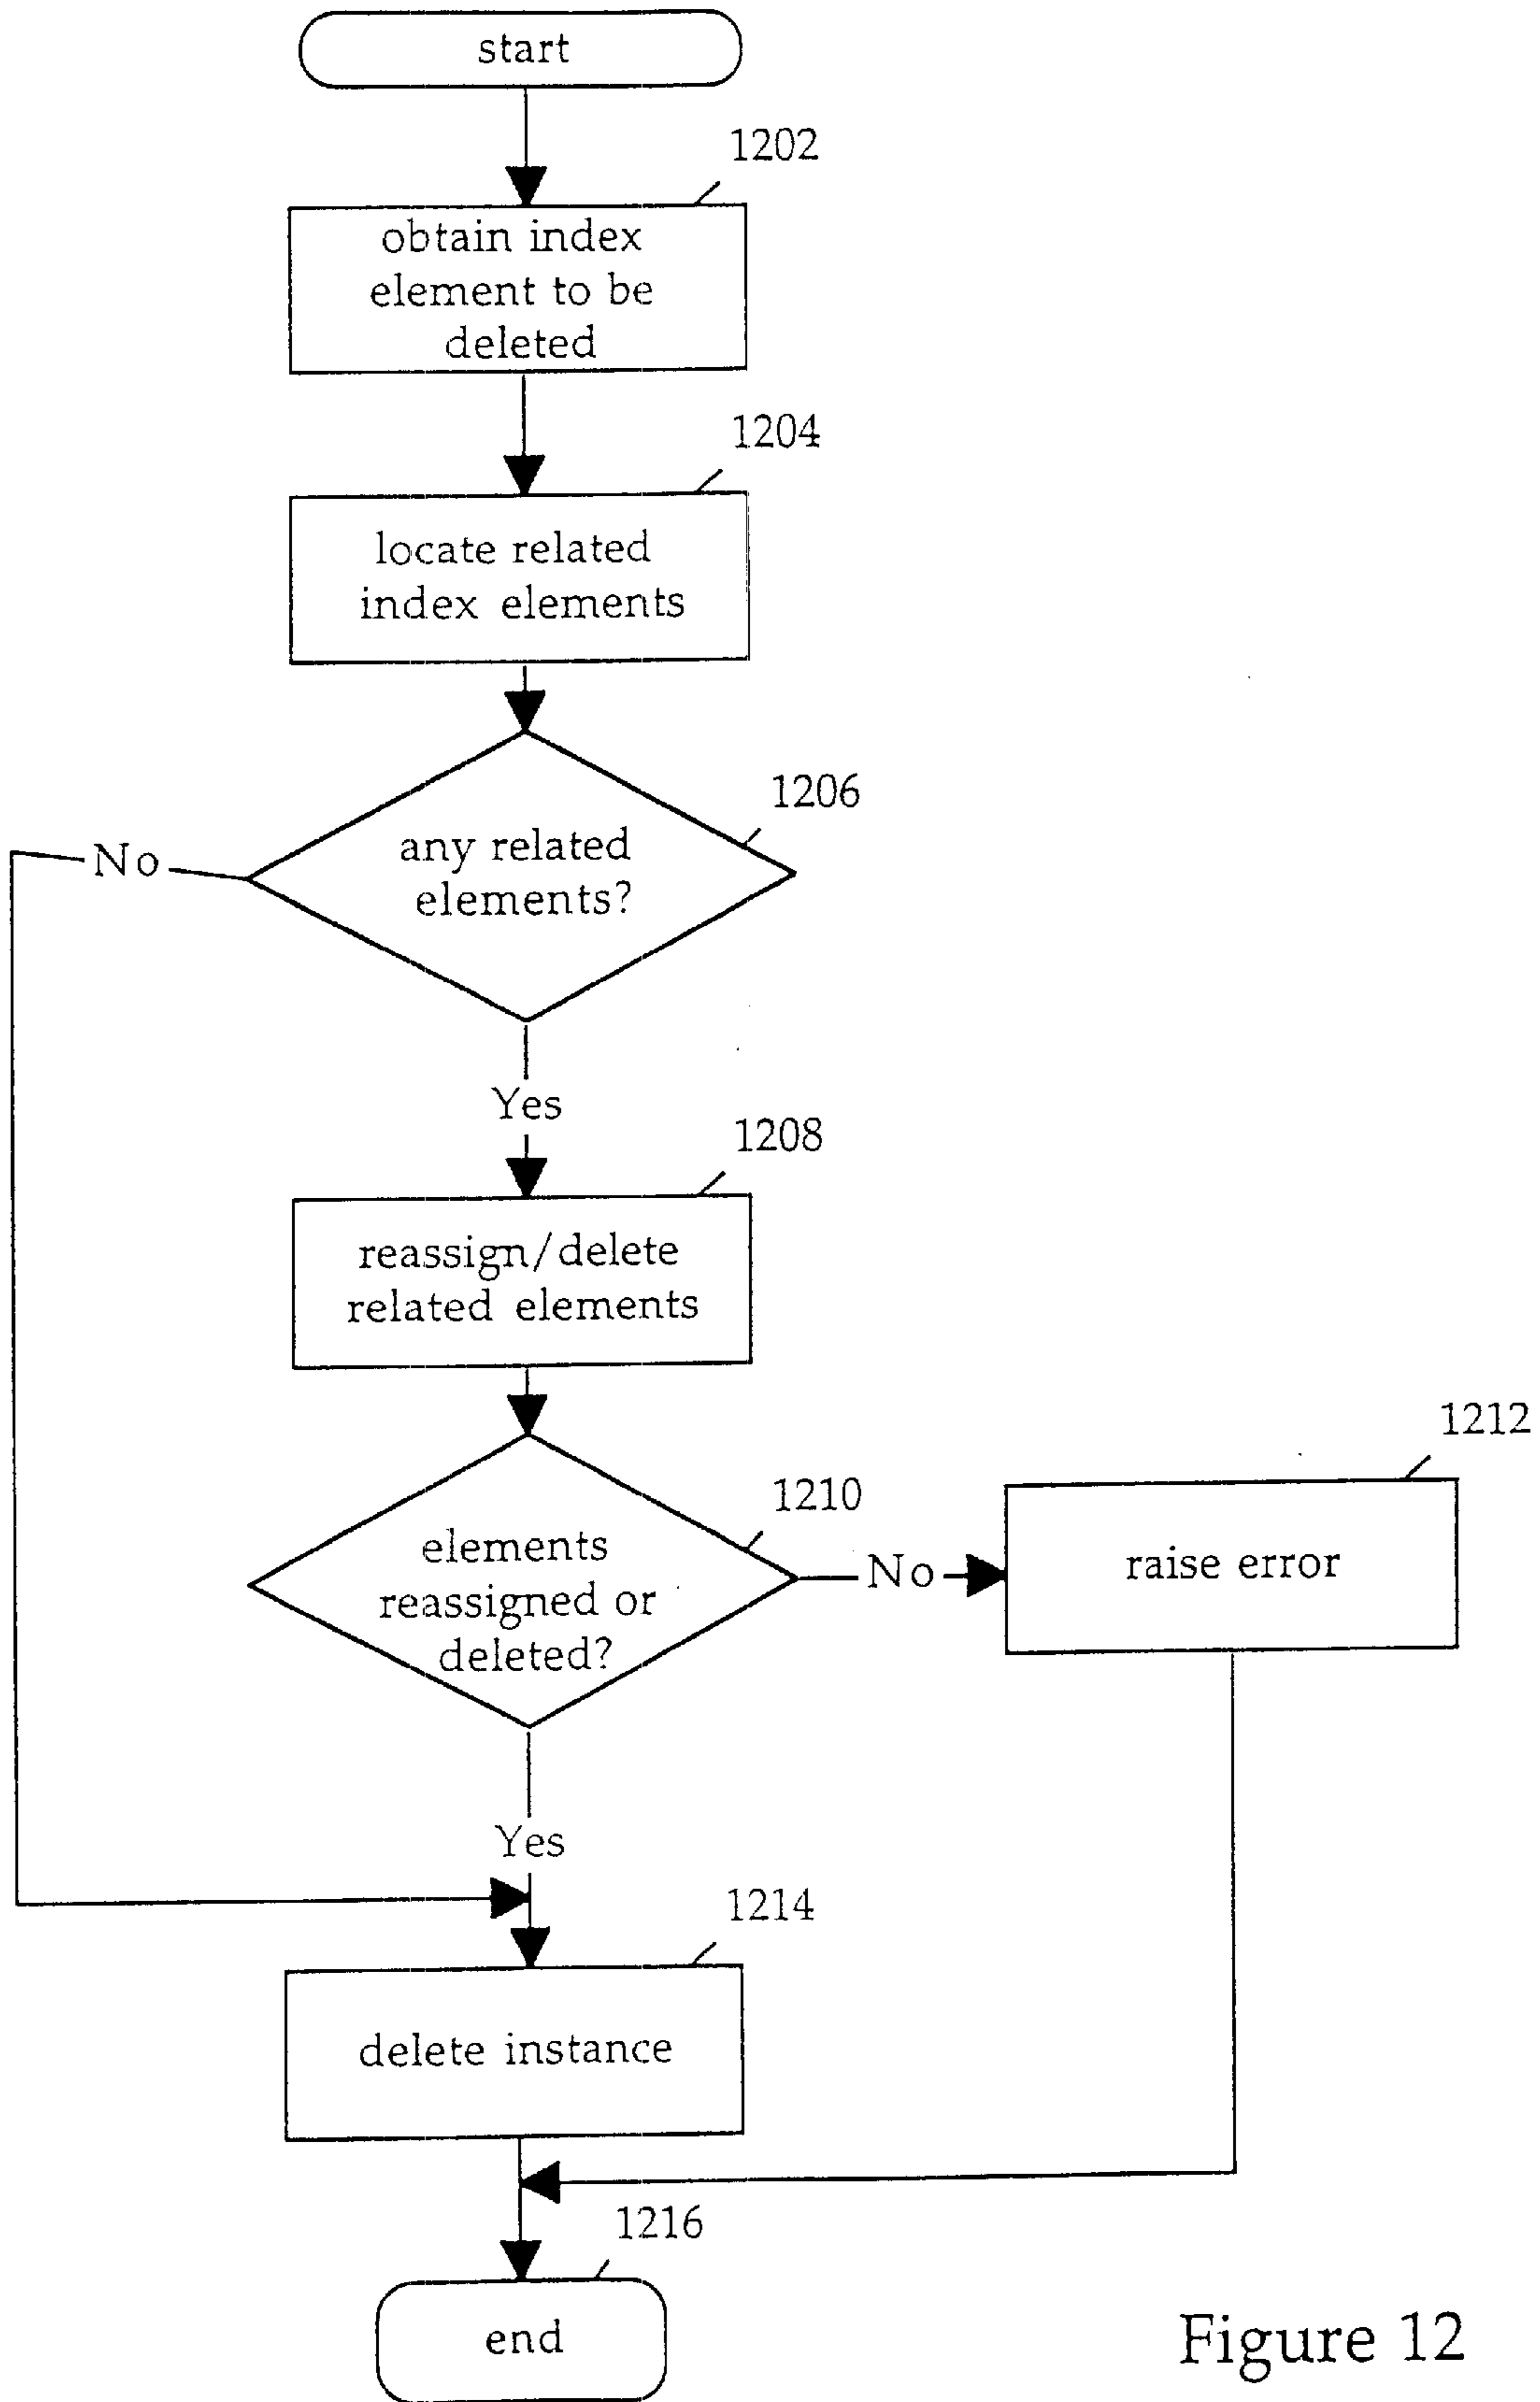 start
1202
obtain index
element to be
deleted
1204
locate related
index elements
1206
any related
elements?
No
Yes
1208
reassign/delete
related elements
1210
elements
reassigned or
deleted?
No
1212
raise error
Yes
1214
delete instance
1216
end
Figure 12